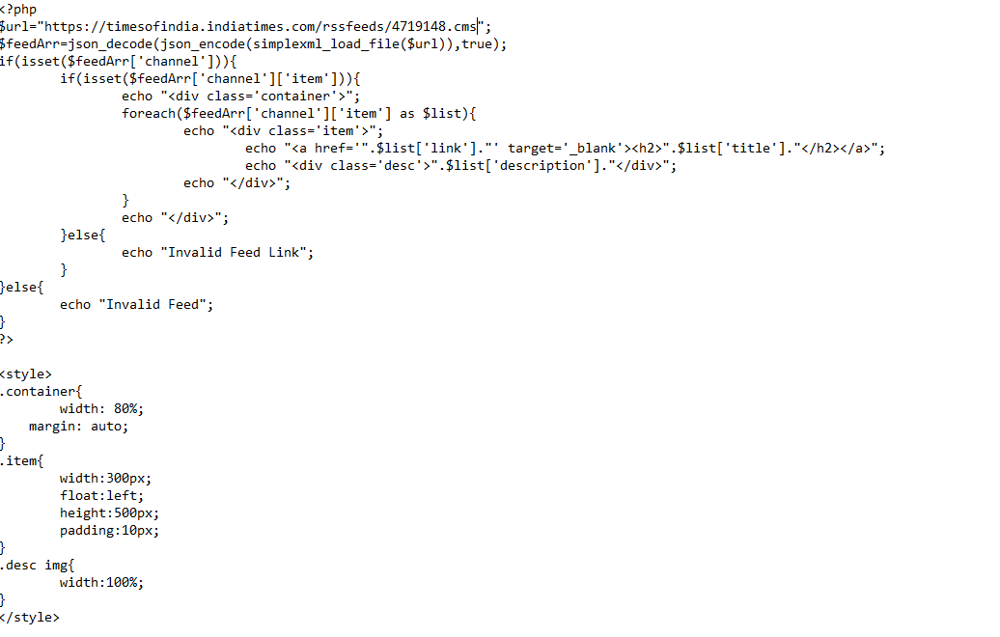 <?php
$url="https://timesofindia.indiatimes.com/rssfeeds/4719148.cms";
$feedArr=json_decode(json_encode(simplexml_load_file($url)),true);
if(isset($feedArr['channel'])){
	if(isset($feedArr['channel']['item'])){
		echo "<div class='container'>";
		foreach($feedArr['channel']['item'] as $list){
			echo "<div class='item'>";
				echo "<a href='".$list['link']."' target='_blank'><h2>".$list['title']."</h2></a>";
				echo "<div class='desc'>".$list['description']."</div>";
			echo "</div>";
		}
		echo "</div>";
	}else{
		echo "Invalid Feed Link";
	}
}else{
	echo "Invalid Feed";
}
?>

<style>
.container{
	width: 80%;
    margin: auto;
}
.item{
	width:300px;
	float:left;
	height:500px;
	padding:10px;
}
.desc img{
	width:100%;
}
</style>